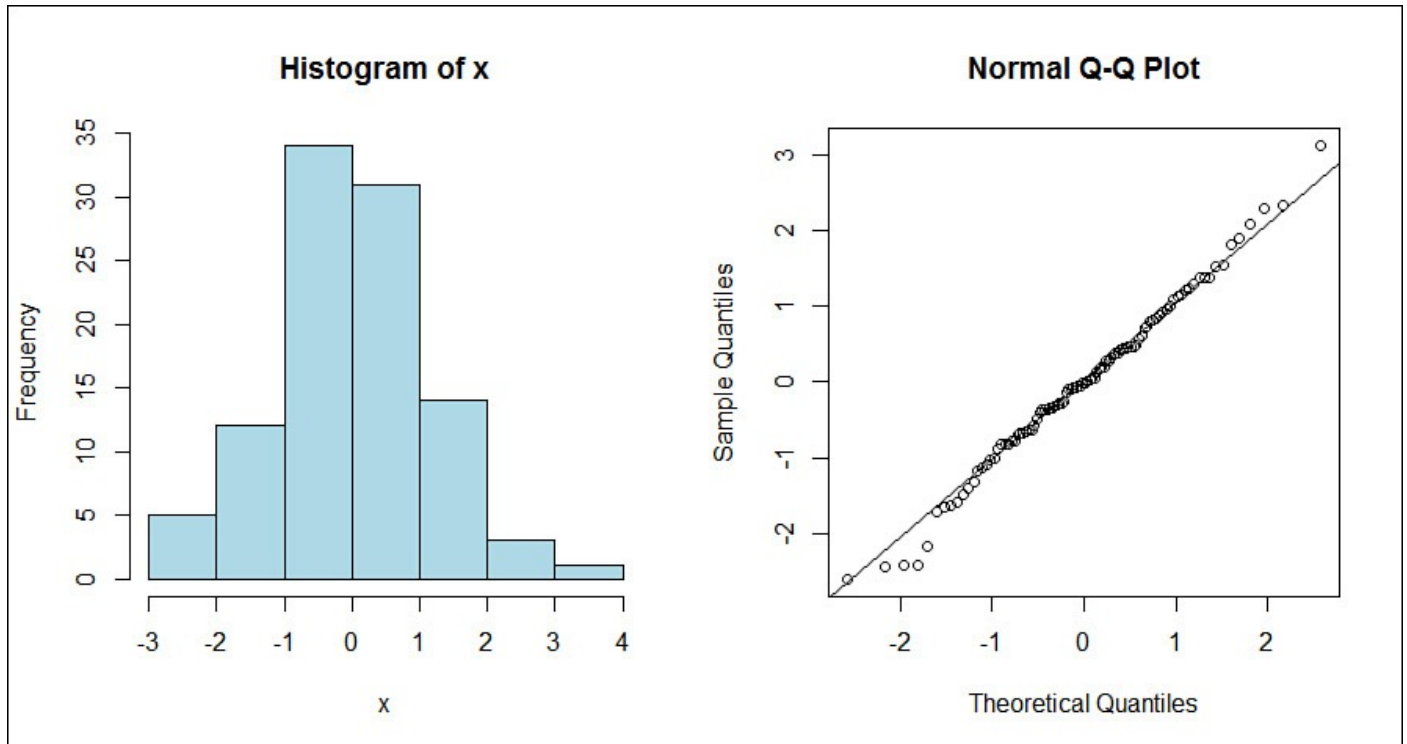 Histogram of x
Frequency
35
30
25
20
15
10
5
0
-3 -2 -1 0 1 2 3 4
x
Normal Q-Q Plot
Sample Quantiles
3
2
1
0
-1
-2
-2 -1 0 1 2
Theoretical Quantiles